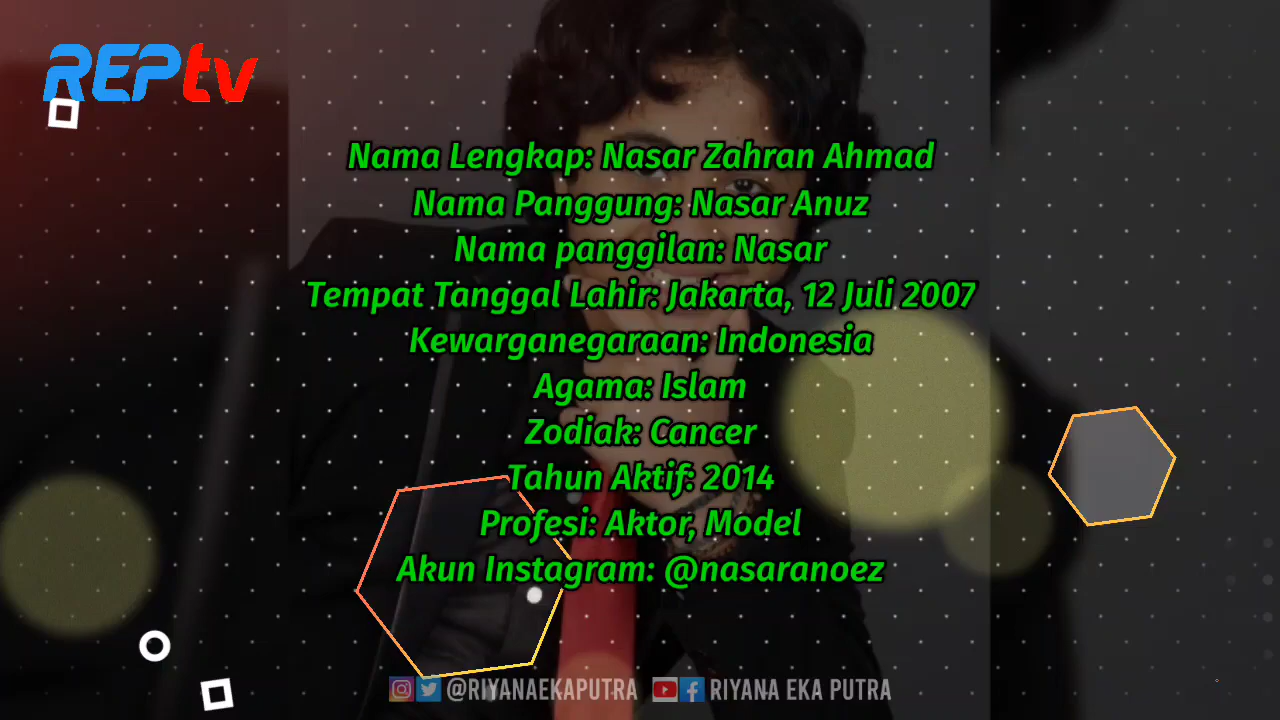 REPtv
Nama Lengkap: Nasar Zahran Ahmad
Nama Panggung: Nasar Anuz
Nama panggilan: Nasar
Tempat Tanggal Lahir: Jakarta, 12 Juli 2007
Kewarganegaraan: Indonesia
Agama: Islam
Zodiak: Cancer
Tahun Aktif: 2014
Profesi: Aktor, Model
Akun Instagram: @nasaranoez
@RIYANAEKAPUTRA RIYANA EKA PUTRA